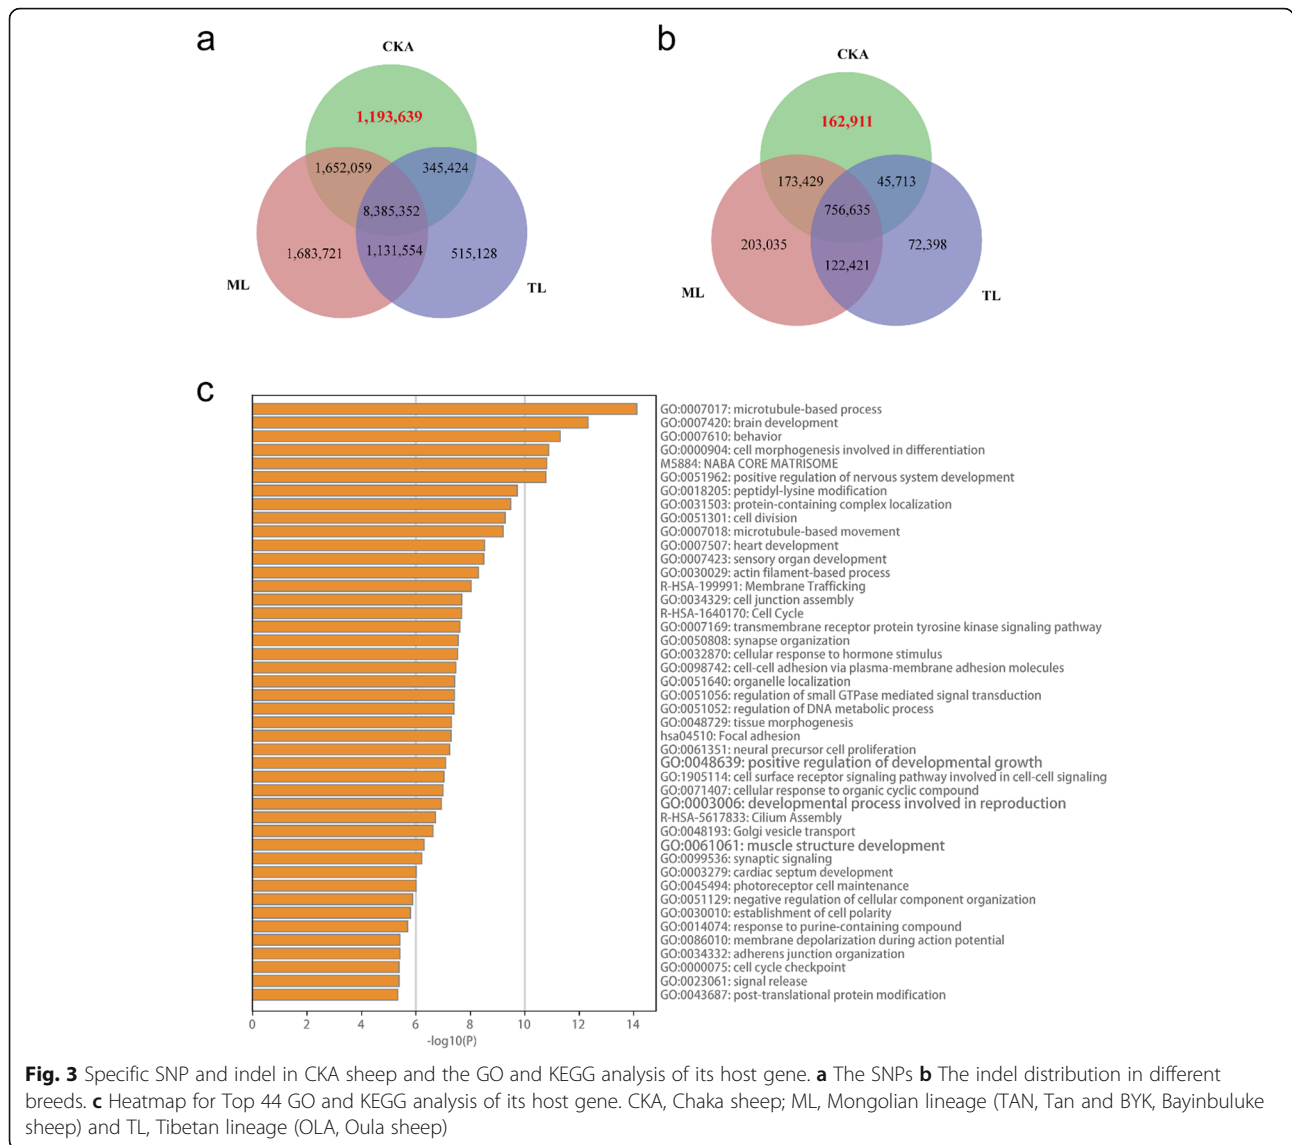 a
CKA
1,193,639
1,652,059
345,424
8,385,352
1,683,721
1,131,554
515,128
ML
TL
b
CKA
162,911
173,429
45,713
756,635
203,035
72,398
122,421
ML
TL
c
GO:0007017: microtubule-based process
GO:0007420: brain development
GO:0007610: behavior
GO:0000904: cell morphogenesis involved in differentiation
M5884: NABA CORE MATRISOME
GO:0051962: positive regulation of nervous system development
GO:0018205: peptidyl-lysine modification
GO:0031503: protein-containing complex localization
GO:0051301: cell division
GO:0007018: microtubule-based movement
GO:0007507: heart development
GO:0007423: sensory organ development
GO:0030029: actin filament-based process
R-HSA-199991: Membrane Trafficking
GO:0034329: cell junction assembly
R-HSA-1640170: Cell Cycle
GO:0007169: transmembrane receptor protein tyrosine kinase signaling pathway
GO:0050808: synapse organization
GO:0032870: cellular response to hormone stimulus
GO:0098742: cell-cell adhesion via plasma-membrane adhesion molecules
GO:0051640: organelle localization
GO:0051056: regulation of small GTPase mediated signal transduction
GO:0051052: regulation of DNA metabolic process
GO:0048729: tissue morphogenesis
hsa04510: Focal adhesion
GO:0061351: neural precursor cell proliferation
GO:0048639: positive regulation of developmental growth
GO:1905114: cell surface receptor signaling pathway involved in cell-cell signaling
GO:0071407: cellular response to organic cyclic compound
GO:0003006: developmental process involved in reproduction
R-HSA-5617833: Cilium Assembly
GO:0048193: Golgi vesicle transport
GO:0061061: muscle structure development
GO:0099536: synaptic signaling
GO:0003279: cardiac septum development
GO:0045494: photoreceptor cell maintenance
GO:0051129: negative regulation of cellular component organization
GO:0030010: establishment of cell polarity
GO:0014074: response to purine-containing compound
GO:0086010: membrane depolarization during action potential
GO:0034332: adherens junction organization
GO:0000075: cell cycle checkpoint
GO:0023061: signal release
GO:0043687: post-translational protein modification
0 2 4 6 8 10 12 14
-log10(P)
Fig. 3 Specific SNP and indel in CKA sheep and the GO and KEGG analysis of its host gene. a The SNPs b The indel distribution in different
breeds. c Heatmap for Top 44 GO and KEGG analysis of its host gene. CKA, Chaka sheep; ML, Mongolian lineage (TAN, Tan and BYK, Bayinbuluke
sheep) and TL, Tibetan lineage (OLA, Oula sheep)